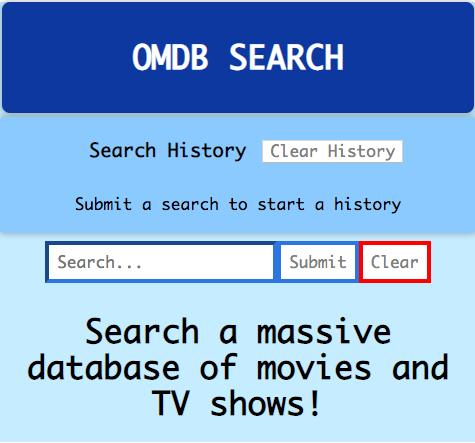 OMDB SEARCH
Search History Clear History
Submit a search to start a history
Search... Submit Clear
Search a massive
database of movies and
TV shows!